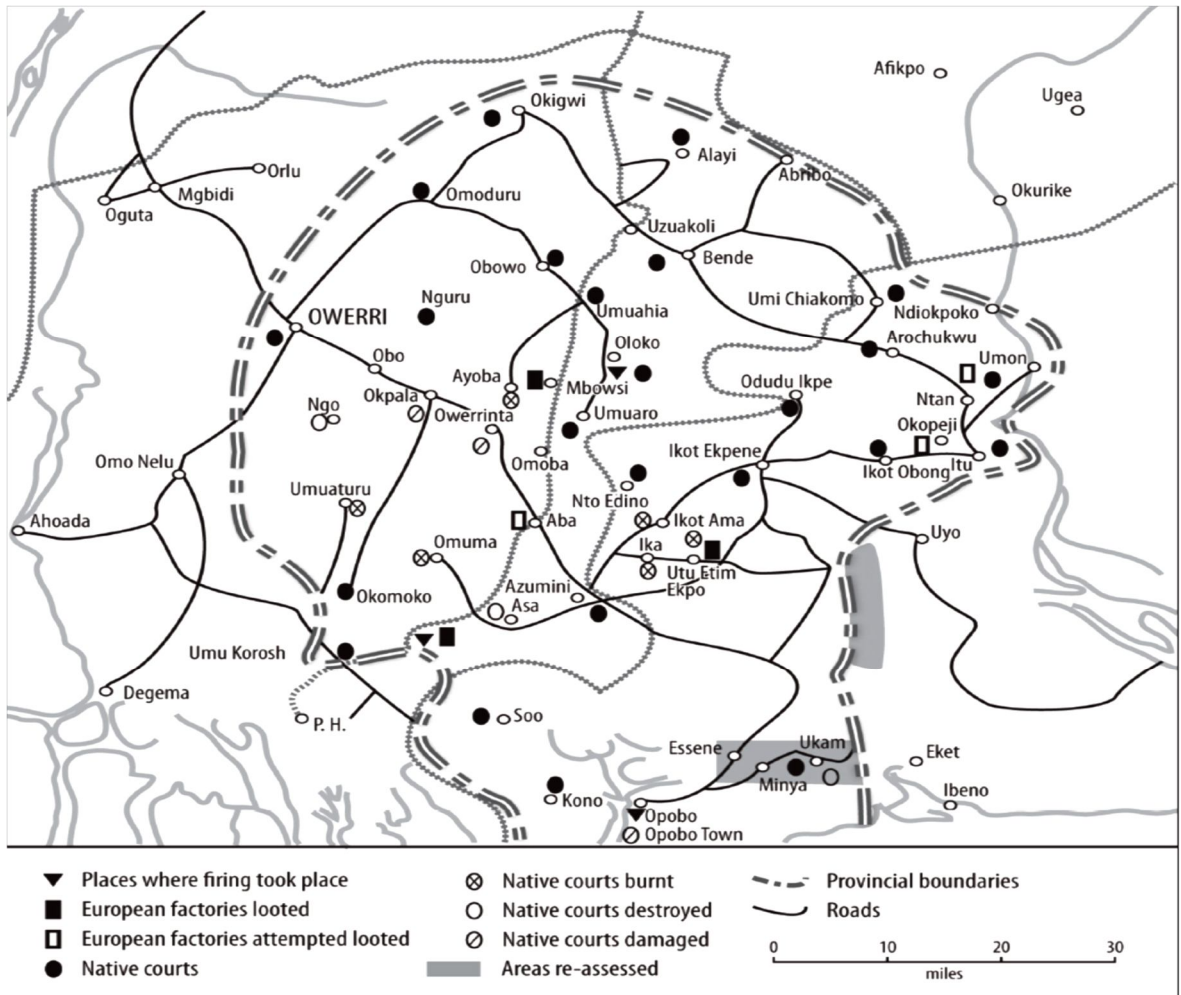 Afikpo
Ugea
Okigwi
Alayi
Abribo
Orlu
Mgbidi
Oguta
Omoduru
Okurike
Uzuakoli
Bende
Obowo
Nguru
Umuahia
Umi Chiakomo
Ndiokpoko
OWERRI
Arochukwu
Oloko
Umon
Obo
Ayoba
Mbowsi
Odudu Ikpe
Okpala
Ntan
Ngo
Owerrinta
Umuaro
Okopeji
Omoba
Ikot Ekpene
Ikot Obong
Itu
Omo Nelu
Umuaturu
Nto Edino
Ahoada
Aba
Ikot Ama
Uyo
Omuma
Ika
Utu Etim
Ekpo
Azumini
Okomoko
Asa
Umu Korosh
Degema
P. H.
Soo
Essene
Ukam
Eket
Minya
Kono
Ibeno
Opobo
Opobo Town
Places where firing took place
European factories looted
European factories attempted looted
Native courts
Native courts burnt
Native courts destroyed
Native courts damaged
Areas re-assessed
Provincial boundaries
Roads
0 10 20 30
miles